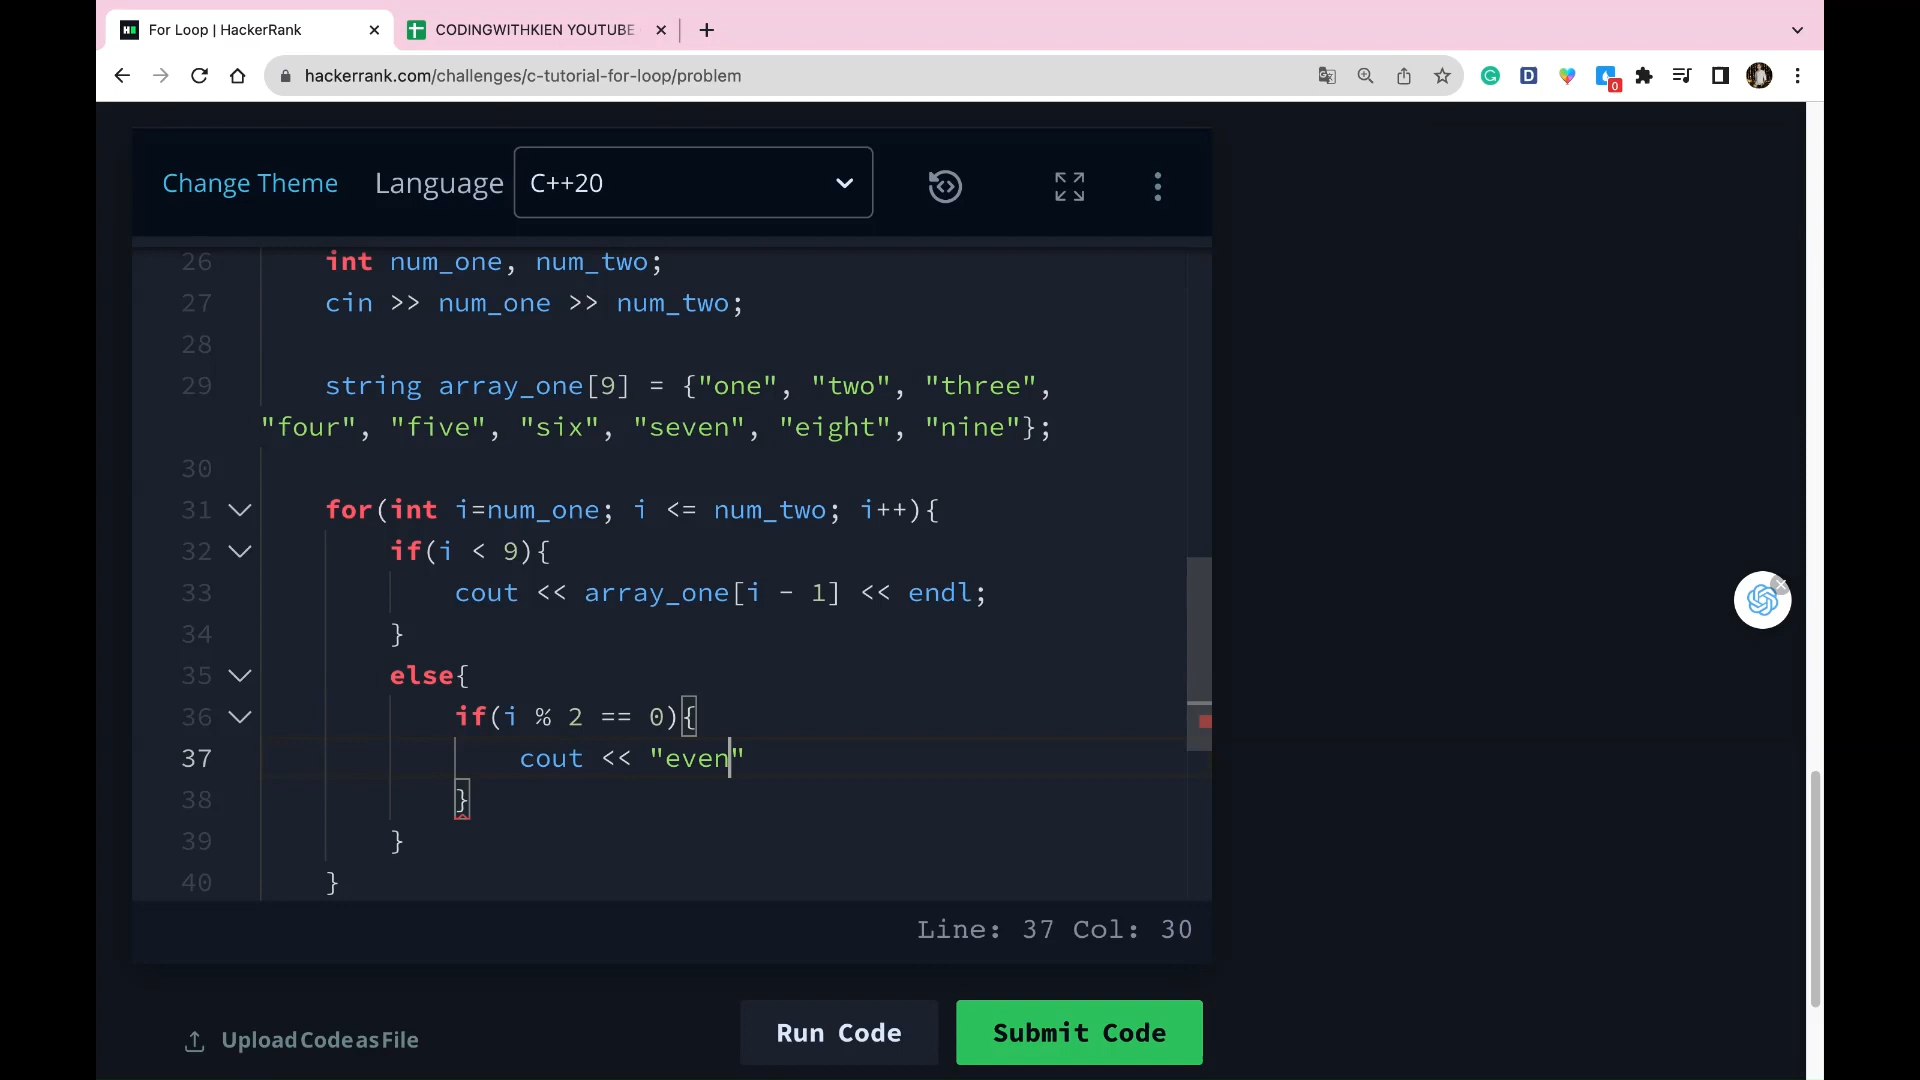 For Loop | HackerRank
CODINGWITHKIEN YOUTUBE
hackerrank.com/challenges/c-tutorial-for-loop/problem
0
Change Theme
Language
C++20
26 int num_one, num_two;
27 cin >> num_one >> num_two;
28
29 string array_one[9] = {"one", "two", "three",
"four", "five", "six", "seven", "eight", "nine"};
30
31 for(int i=num_one; i <= num_two; i++){
32 if(i < 9){
33 cout << array_one[i - 1] << endl;
34 }
35 else{
36 if(i % 2 == 0){
37 cout << "even"
38 }
39 }
40 }
Line: 37 Col: 30
Upload Code as File
Run Code
Submit Code